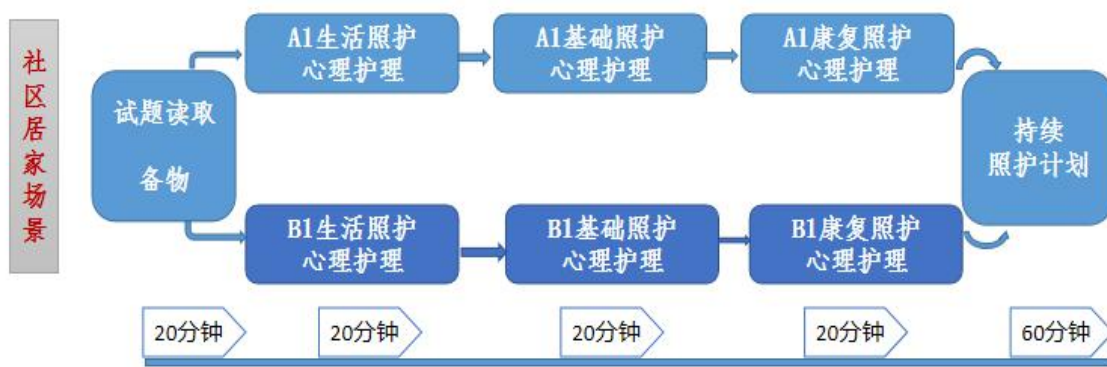 社区居家场景
试题读取
备物
A1生活照护
心理护理
A1基础照护
心理护理
A1康复照护
心理护理
B1生活照护
心理护理
B1基础照护
心理护理
B1康复照护
心理护理
持续
照护计划
20分钟
20分钟
20分钟
20分钟
60分钟